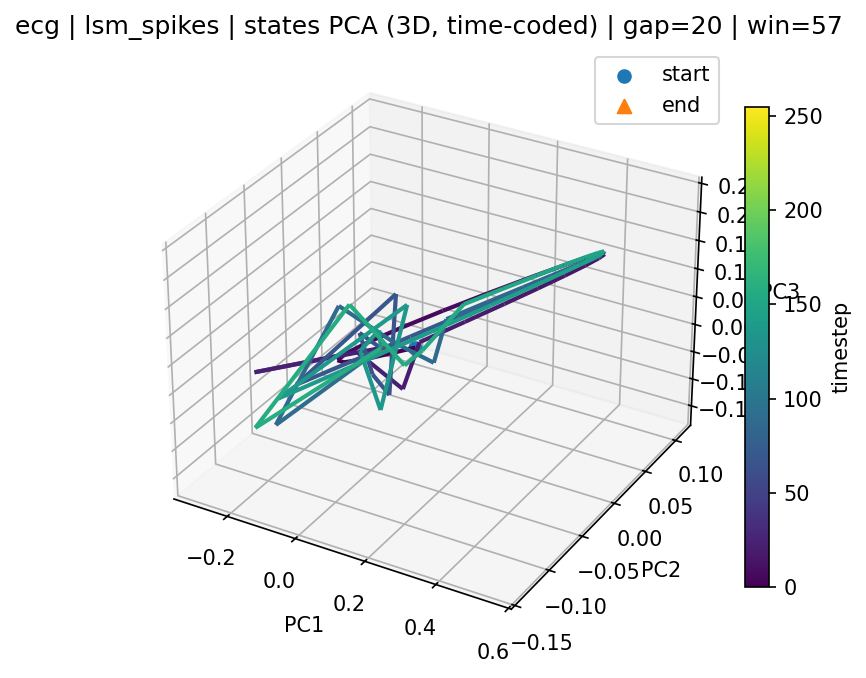 ecg | lsm_spikes | states PCA (3D, time-coded) | gap=20 | win=57
start
end
250
200
150
100
50
0
timestep
PC3
0.10
0.05
0.00
−0.05
−0.10
−0.15
PC2
−0.2
0.0
0.2
0.4
0.6
PC1